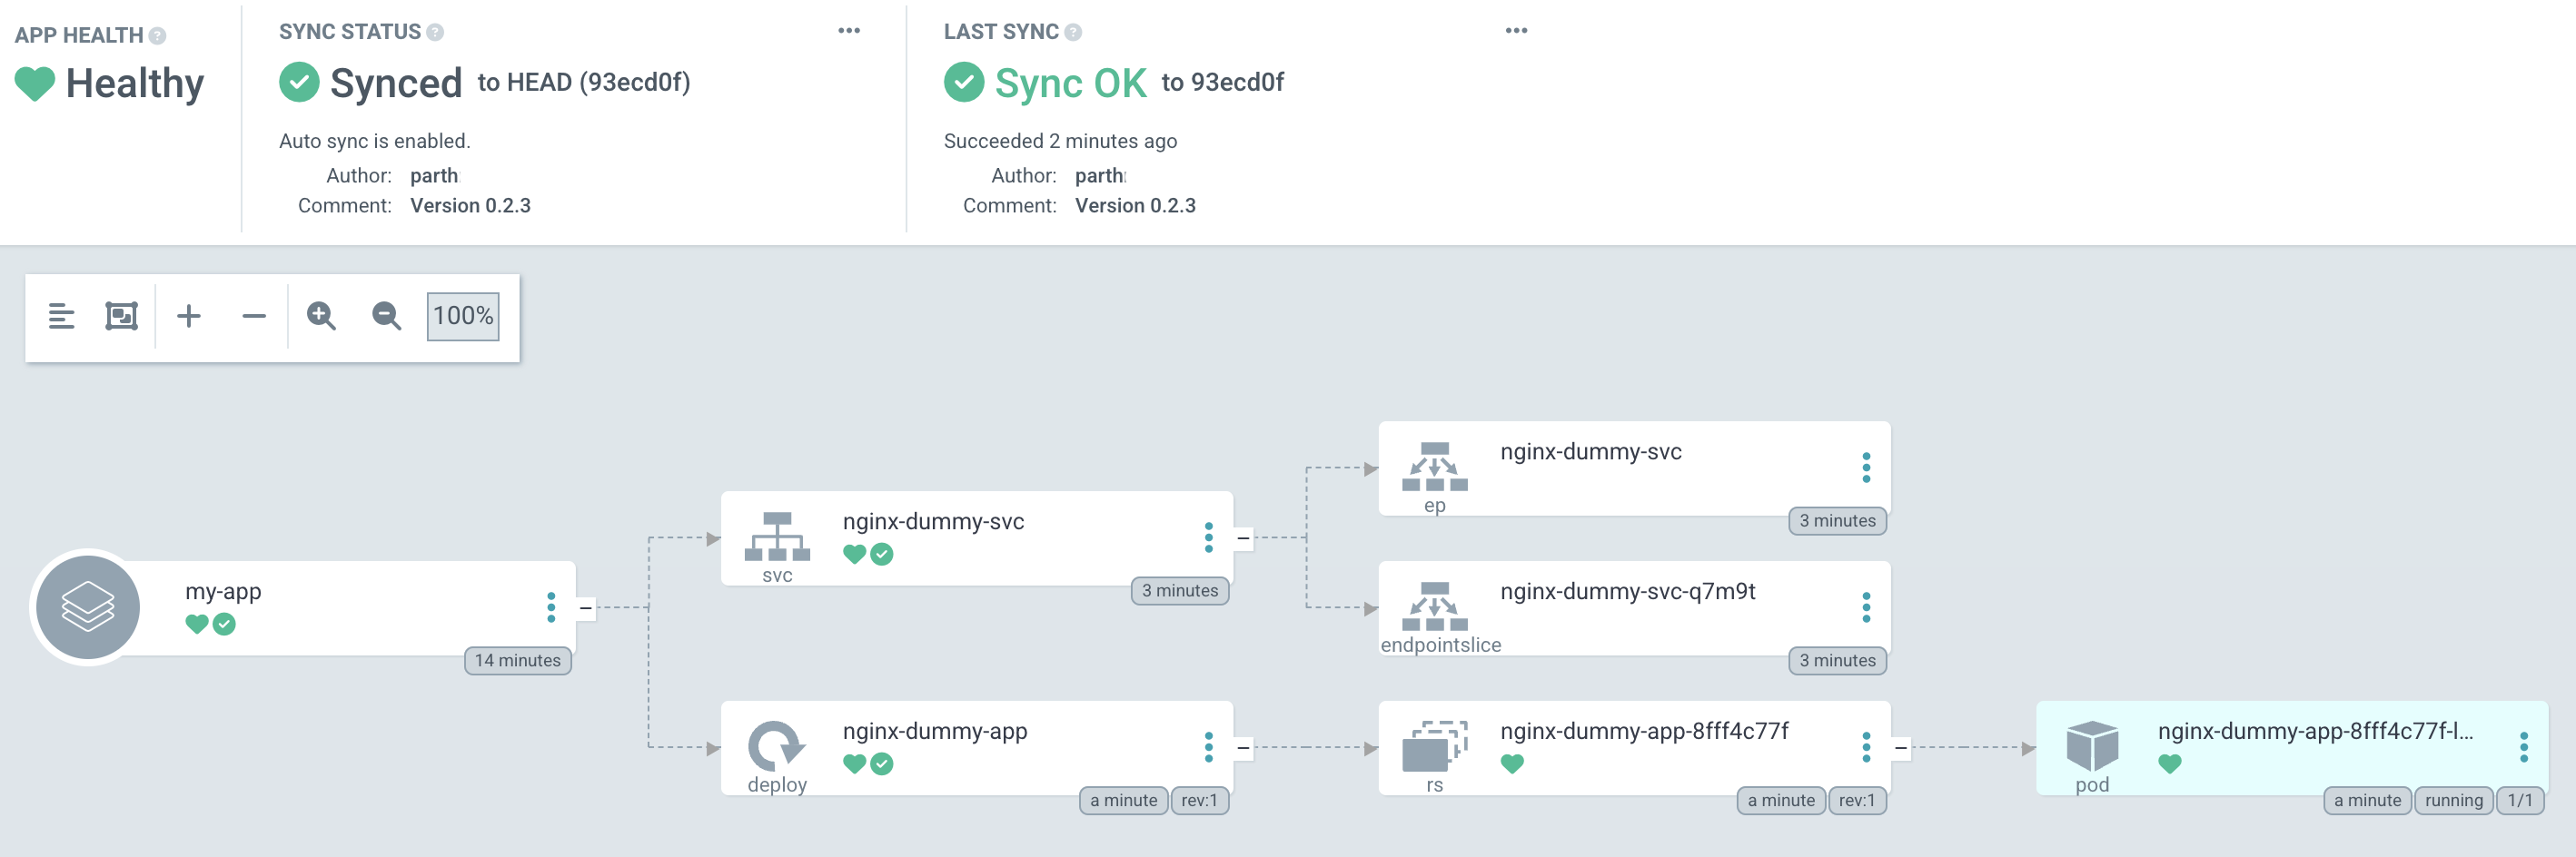 APP HEALTH ?
Healthy
SYNC STATUS ?
Synced to HEAD (93ecd0f)
Auto sync is enabled.
Author: parth
Comment: Version 0.2.3
LAST SYNC ?
Sync OK to 93ecd0f
Succeeded 2 minutes ago
Author: parth
Comment: Version 0.2.3
100%
my-app
14 minutes
nginx-dummy-svc
svc
3 minutes
nginx-dummy-app
deploy
a minute rev:1
nginx-dummy-svc
ep
3 minutes
nginx-dummy-svc-q7m9t
endpointslice
3 minutes
nginx-dummy-app-8fff4c77f
rs
a minute rev:1
nginx-dummy-app-8fff4c77f-l...
pod
a minute running 1/1